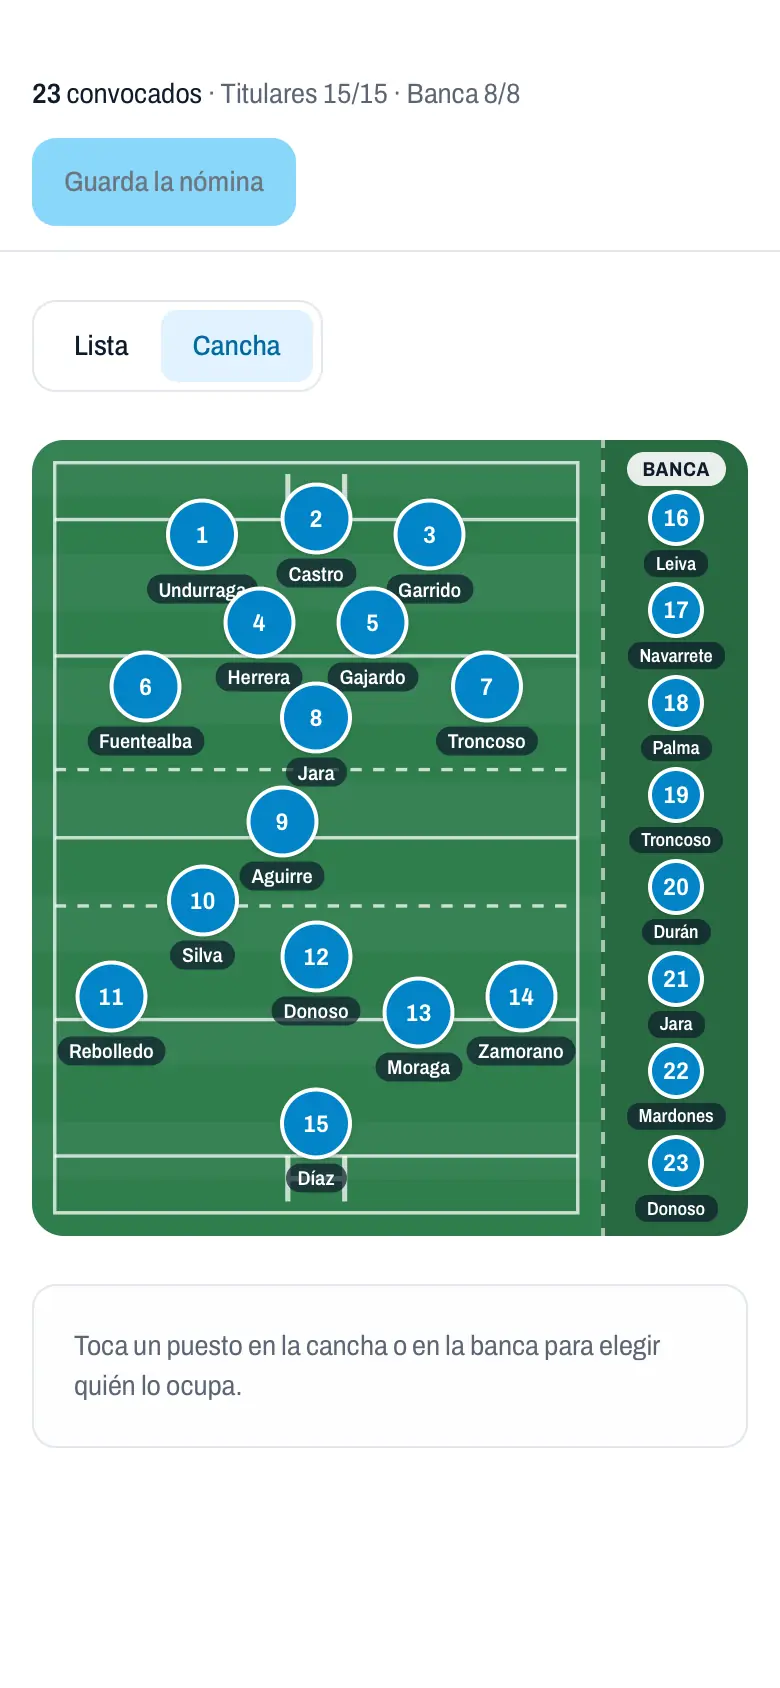 23 convocados · Titulares 15/15 · Banca 8/8
Guarda la nómina
Lista
Cancha
1
Undurraga
2
Castro
3
Garrido
4
Herrera
5
Gajardo
6
Fuentealba
8
Jara
7
Troncoso
9
Aguirre
10
Silva
12
Donoso
11
Rebolledo
13
Moraga
14
Zamorano
15
Díaz
BANCA
16
Leiva
17
Navarrete
18
Palma
19
Troncoso
20
Durán
21
Jara
22
Mardones
23
Donoso
Toca un puesto en la cancha o en la banca para elegir
quién lo ocupa.